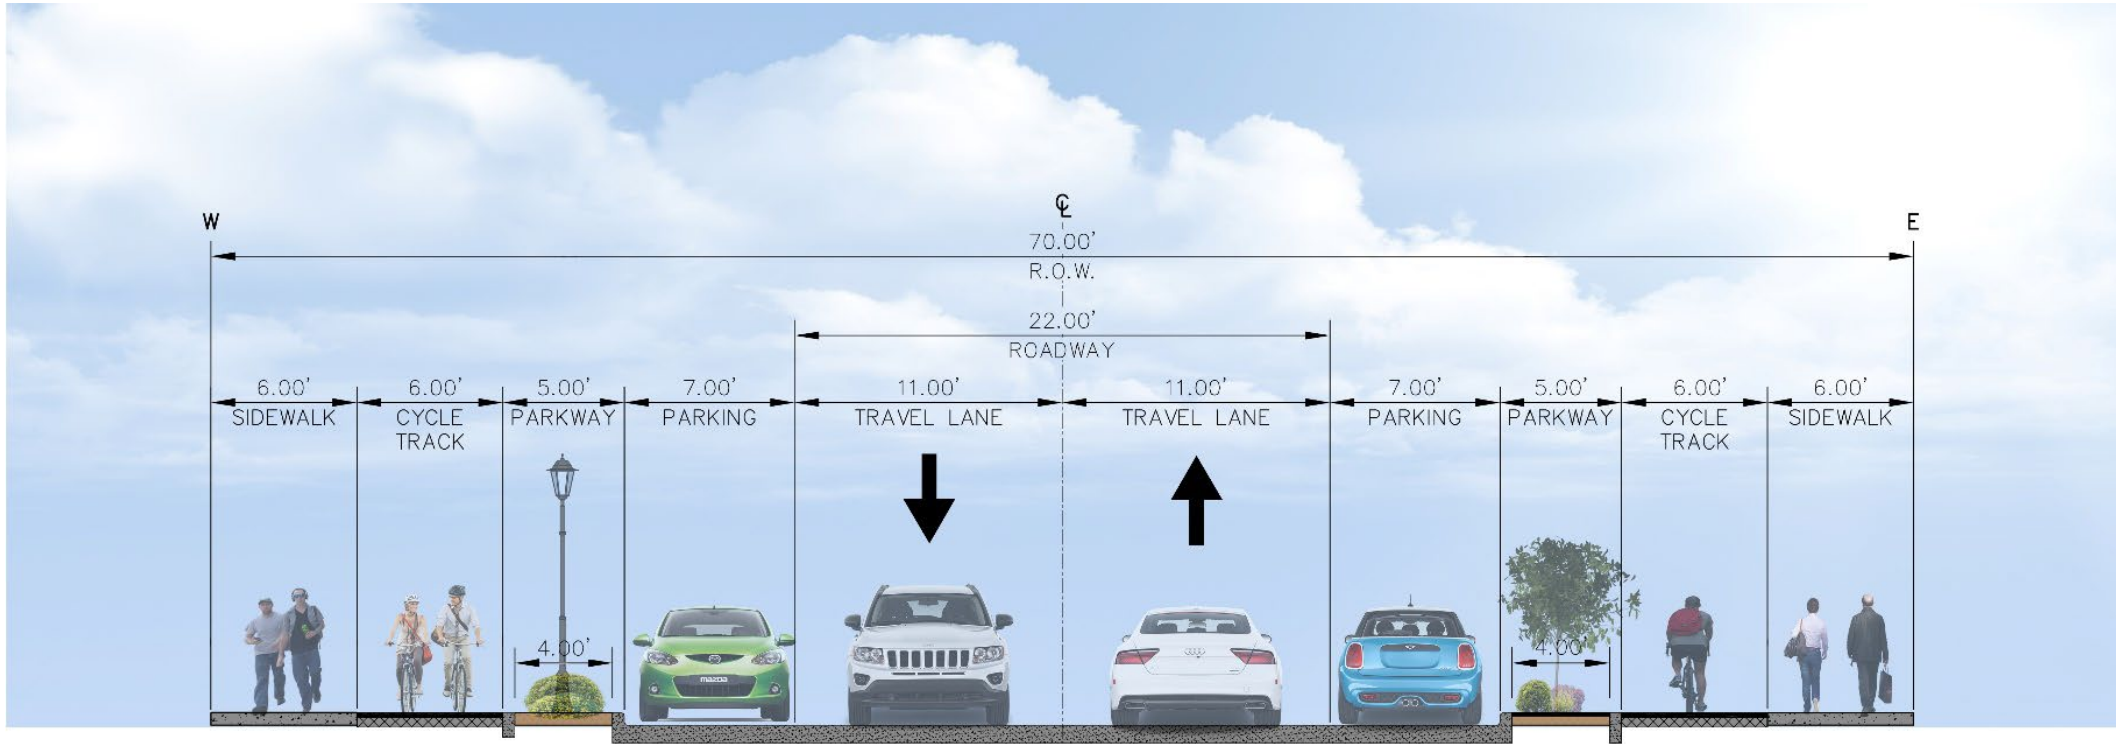 W
℄
E
70.00'
R.O.W.
22.00'
ROADWAY
6.00'
SIDEWALK
6.00'
CYCLE
TRACK
5.00'
PARKWAY
7.00'
PARKING
11.00'
TRAVEL LANE
11.00'
TRAVEL LANE
7.00'
PARKING
5.00'
PARKWAY
6.00'
CYCLE
TRACK
6.00'
SIDEWALK
4.00'
4.00'
mazda